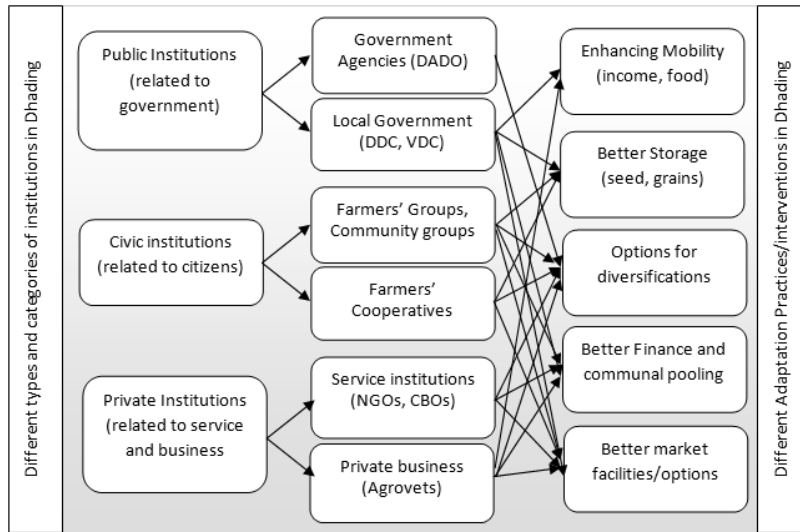 Different types and categories of institutions in Dhading
Public Institutions
(related to
government)
Civic institutions
(related to citizens)
Private Institutions
(related to service
and business
Government
Agencies (DADO)
Local Government
(DDC, VDC)
Farmers’ Groups,
Community groups
Farmers’
Cooperatives
Service institutions
(NGOs, CBOs)
Private business
(Agrovets)
Enhancing Mobility
(income, food)
Better Storage
(seed, grains)
Options for
diversifications
Better Finance and
communal pooling
Better market
facilities/options
Different Adaptation Practices/interventions in Dhading